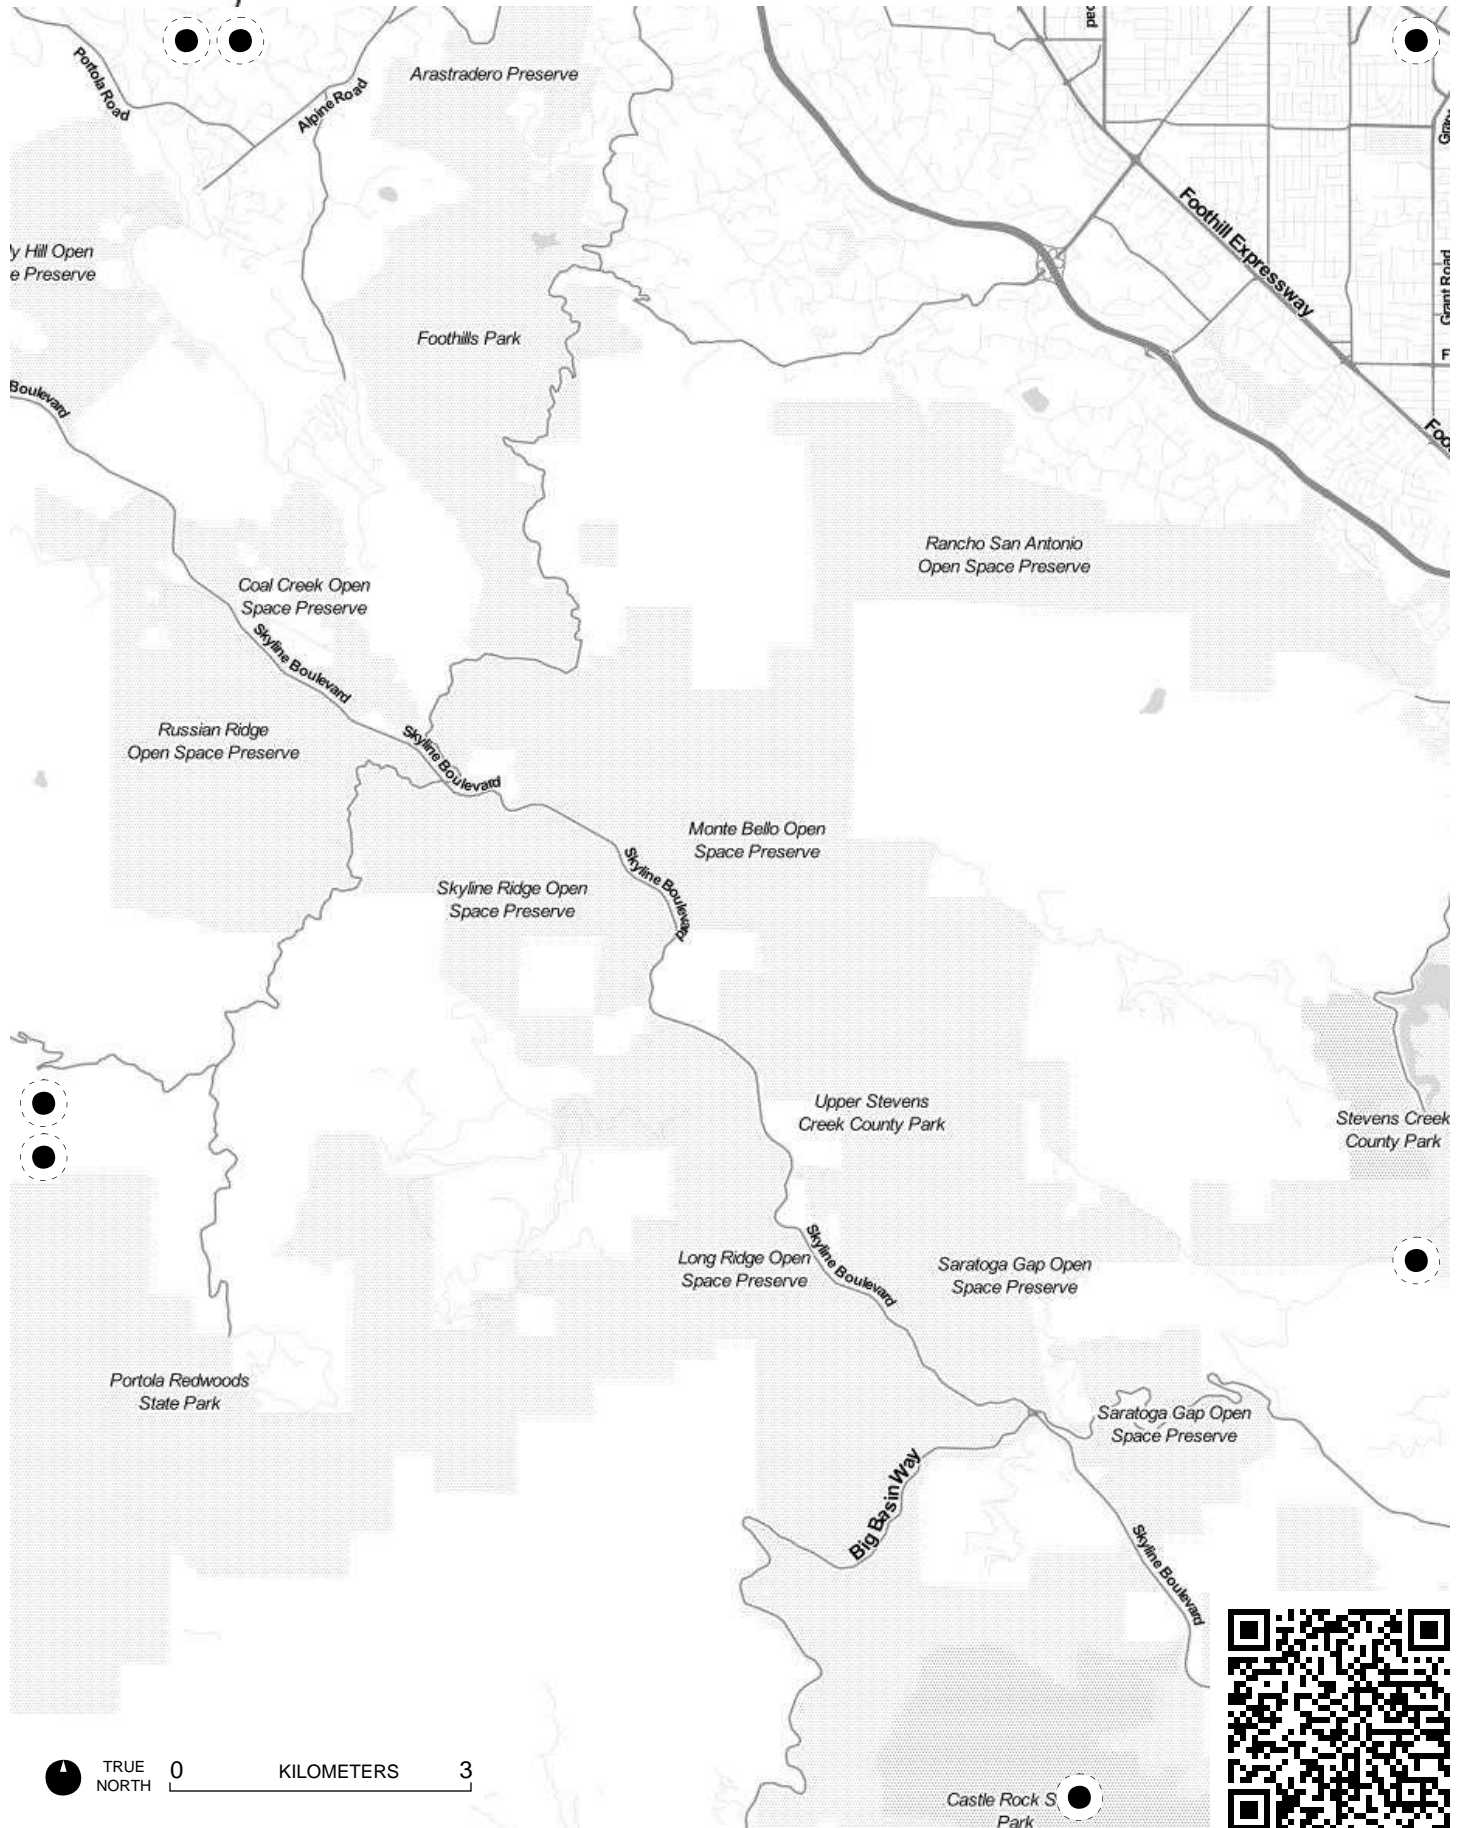 Portola Road
Alpine Road
Arastradero Preserve
oad
Foothill Expressway
y Hill Open
e Preserve
Grant Road
Foothills Park
Boulevard
Foo
Rancho San Antonio
Open Space Preserve
Coal Creek Open
Space Preserve
Skyline Boulevard
Russian Ridge
Open Space Preserve
Skyline Boulevard
Monte Bello Open
Space Preserve
Skyline Boulevard
Skyline Ridge Open
Space Preserve
Upper Stevens
Creek County Park
Stevens Creek
County Park
Long Ridge Open
Space Preserve
Skyline Boulevard
Saratoga Gap Open
Space Preserve
Portola Redwoods
State Park
Saratoga Gap Open
Space Preserve
Big Basin Way
Skyline Boulevard
TRUE
NORTH
0 KILOMETERS 3
Castle Rock S
Park